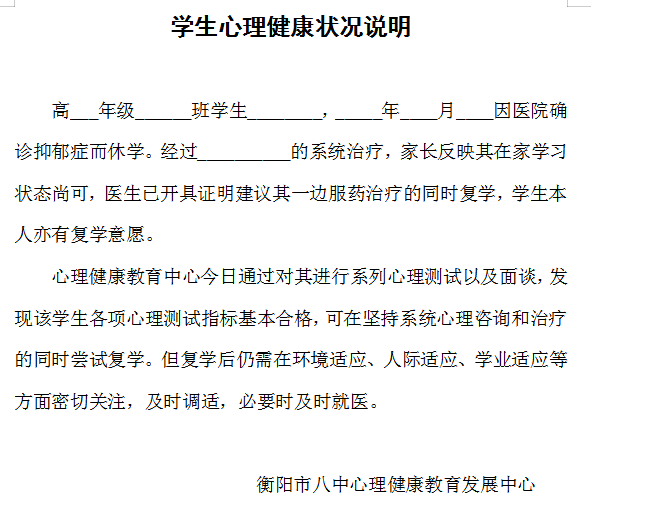 学生心理健康状况说明
高___年级______班学生________，_____年____月____因医院确
诊抑郁症而休学。经过__________的系统治疗，家长反映其在家学习
状态尚可，医生已开具证明建议其一边服药治疗的同时复学，学生本
人亦有复学意愿。
心理健康教育中心今日通过对其进行系列心理测试以及面谈，发
现该学生各项心理测试指标基本合格，可在坚持系统心理咨询和治疗
的同时尝试复学。但复学后仍需在环境适应、人际适应、学业适应等
方面密切关注，及时调适，必要时及时就医。
衡阳市八中心理健康教育发展中心